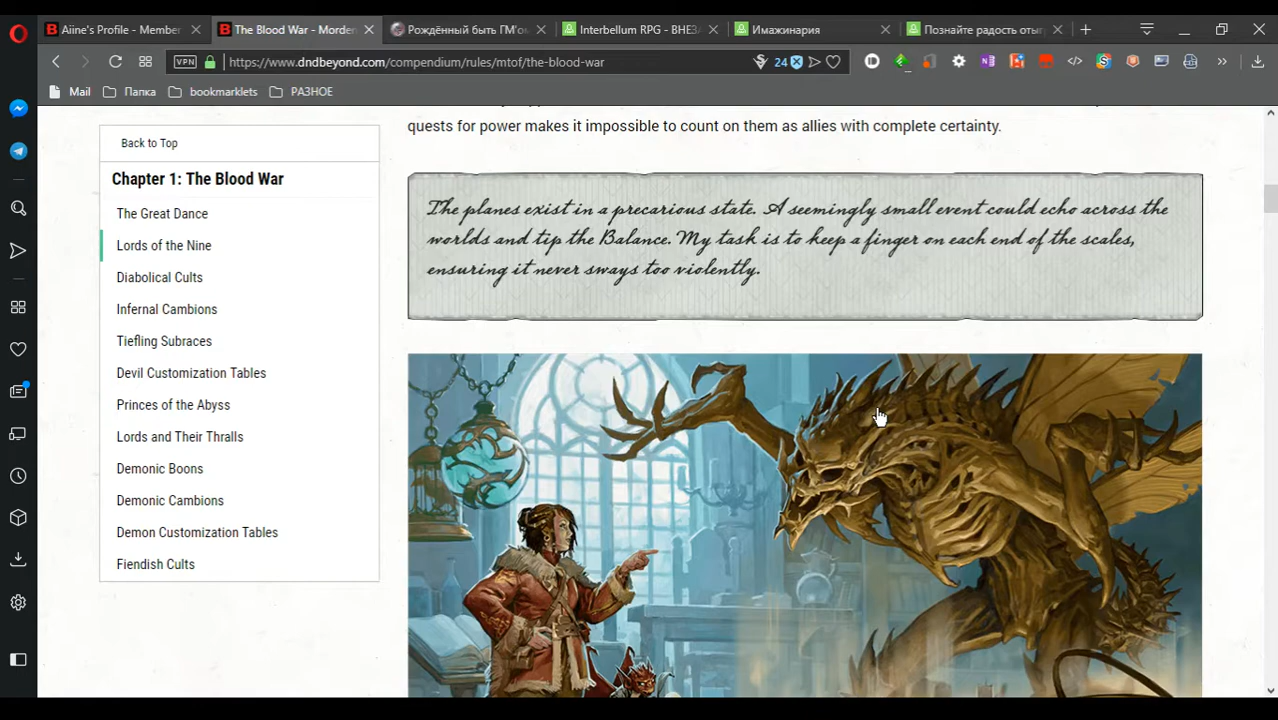 Aiine's Profile - Member
The Blood War - Morden
Рождённый быть ГМ'ом
Interbellum RPG - ВНЕЗ
Имажинария
Познайте радость отыг
VPN
https://www.dndbeyond.com/compendium/rules/mtof/the-blood-war
24
Mail
Папка
bookmarklets
РАЗНОЕ
Back to Top
Chapter 1: The Blood War
The Great Dance
Lords of the Nine
Diabolical Cults
Infernal Cambions
Tiefling Subraces
Devil Customization Tables
Princes of the Abyss
Lords and Their Thralls
Demonic Boons
Demonic Cambions
Demon Customization Tables
Fiendish Cults
quests for power makes it impossible to count on them as allies with complete certainty.
The planes exist in a precarious state. A seemingly small event could echo across the
worlds and tip the Balance. My task is to keep a finger on each end of the scales,
ensuring it never sways too violently.